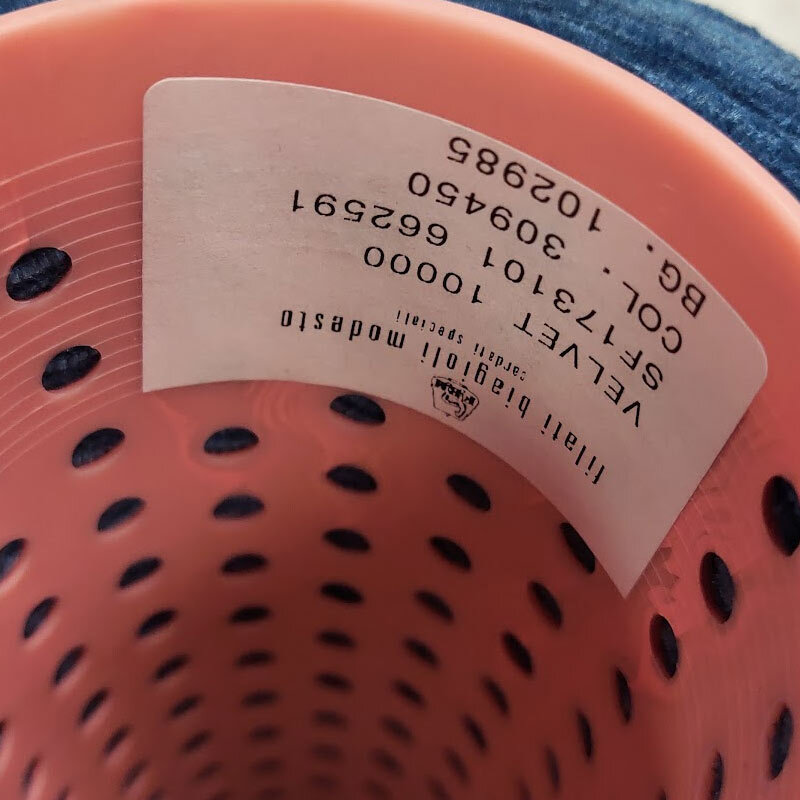 filati biagioli modesto
cardati speciali
VELVET 10000
SF173101 662591
COL. 309450
BG. 102985